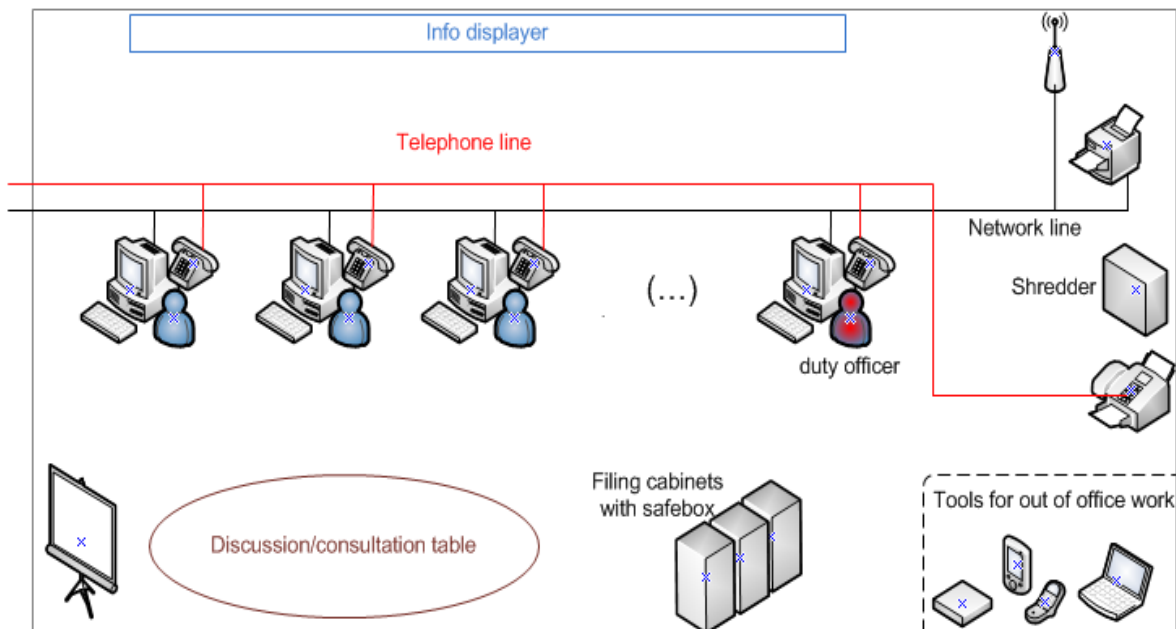 Info displayer
Telephone line
Network line
(...)
Shredder
duty officer
Filing cabinets
with safebox
Tools for out of office work
Discussion/consultation table